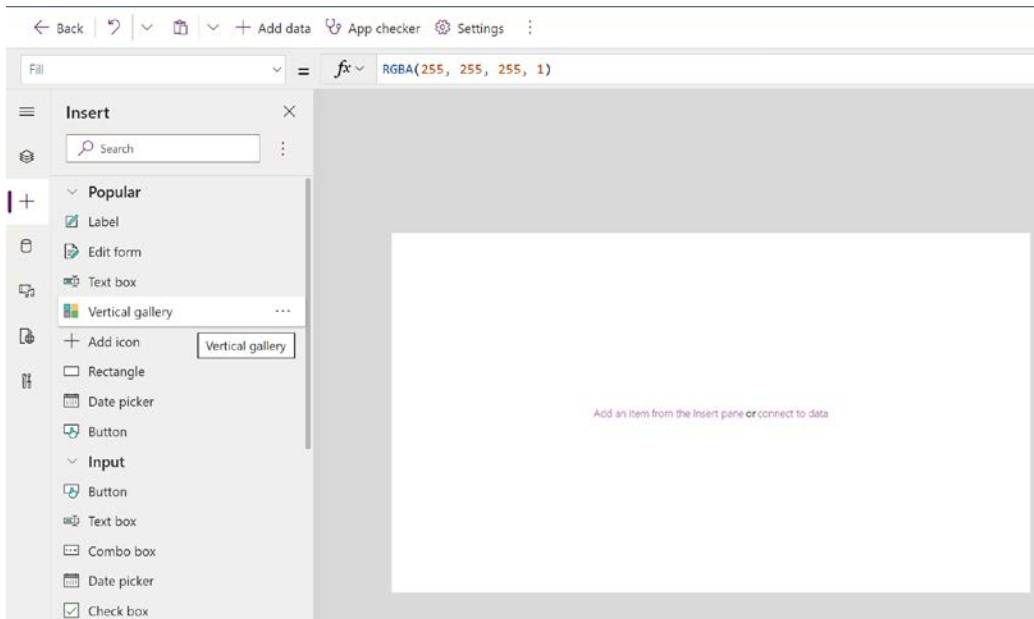 Back Add data App checker Settings
Fill = fx RGBA(255, 255, 255, 1)
Insert
Search
Popular
Label
Edit form
Text box
Vertical gallery
Add icon
Vertical gallery
Rectangle
Date picker
Button
Input
Button
Text box
Combo box
Date picker
Check box
Add an item from the Insert pane or connect to data